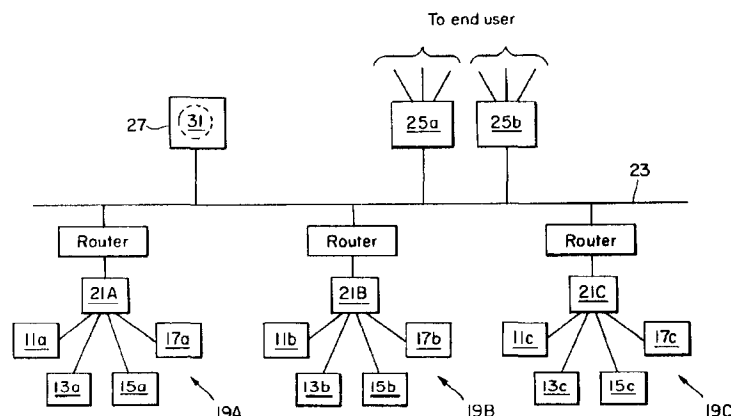 To end user
27
31
25a
25b
23
Router
Router
Router
21A
21B
21C
11a
17a
11b
17b
11c
17c
13a
15a
13b
15b
13c
15c
19A
19B
19C